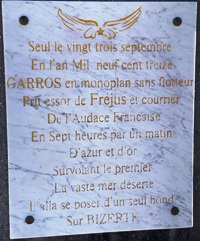 Seul le vingt trois septembre
En l'an Mil neuf cent treize
GARROS en monoplan sans flotteur
Prit essor de Fréjus et courrier
De l'Audace Française
En Sept heures par un matin
D'azur et d'or
Survolant le premier
La vaste mer déserte
Il alla se poser d'un seul bond
Sur BIZERTE